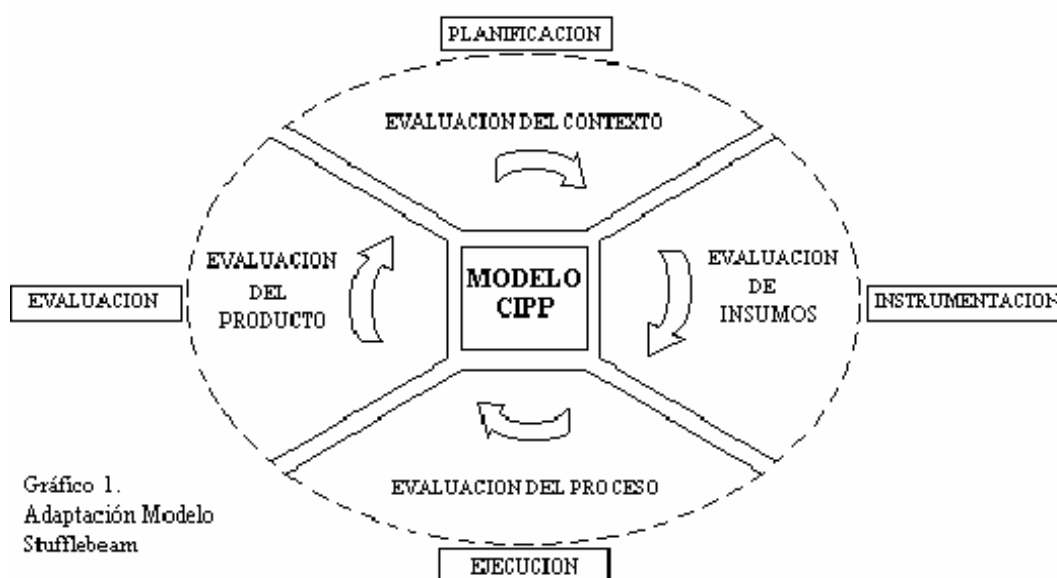 PLANIFICACION
EVALUACION DEL CONTEXTO
EVALUACION
DEL
PRODUCTO
EVALUACION
MODELO
CIPP
EVALUACION
DE
INSUMOS
INSTRUMENTACION
EVALUACION DEL PROCESO
Gráfico 1.
Adaptación Modelo
Stufflebeam
EJECUCION